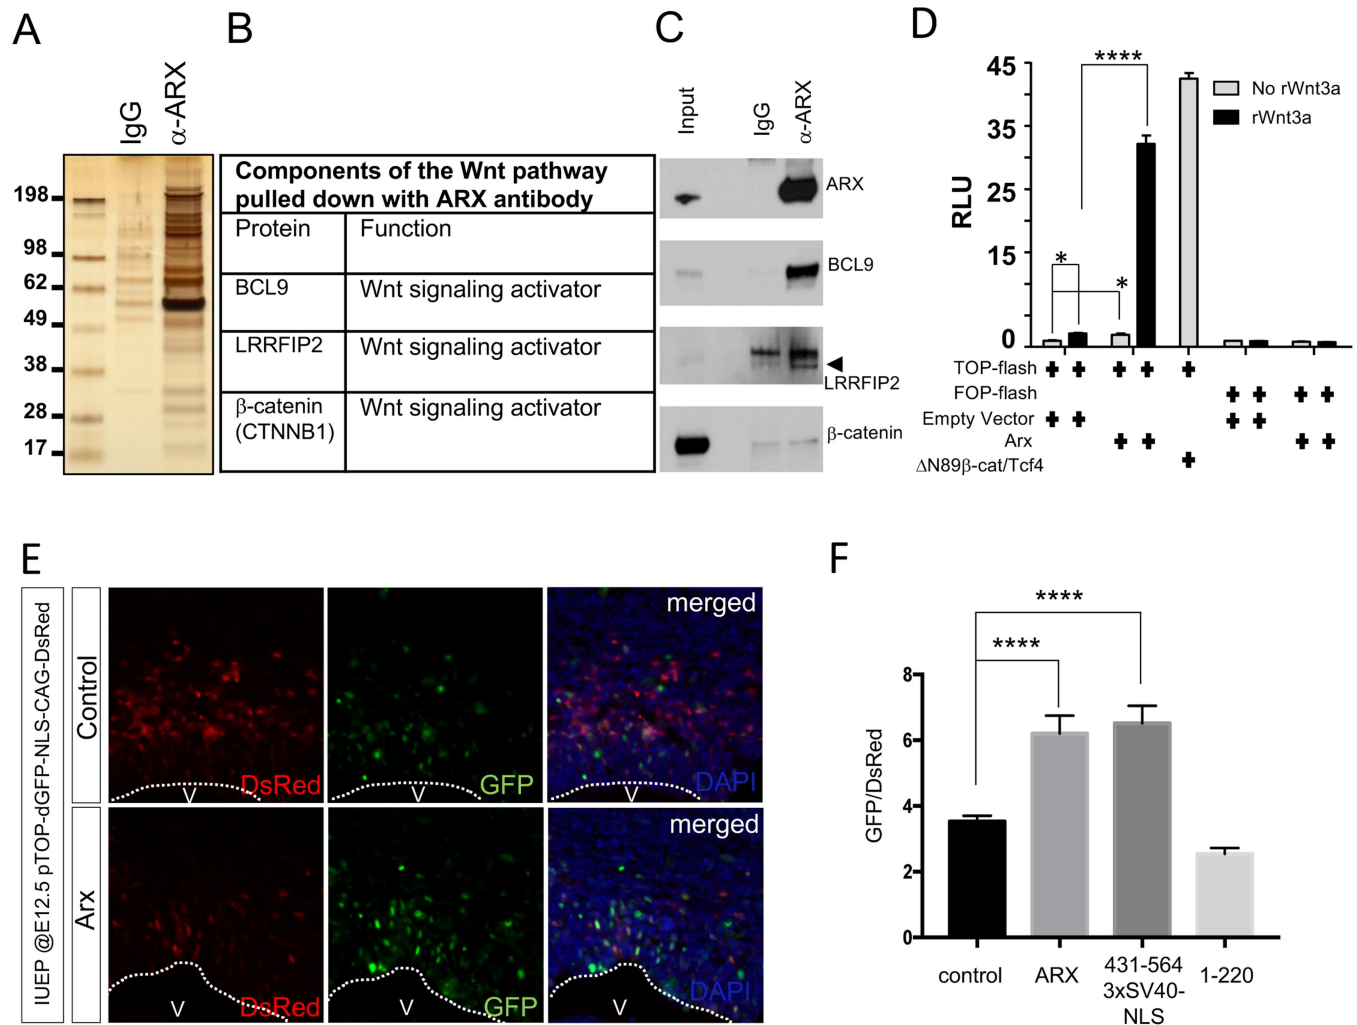 A
IgG
α-ARX
198
98
62
49
38
28
17
B
Components of the Wnt pathway
pulled down with ARX antibody
Protein
Function
BCL9
Wnt signaling activator
LRRFIP2
Wnt signaling activator
β-catenin
(CTNNB1)
Wnt signaling activator
C
Input
IgG
α-ARX
ARX
BCL9
LRRFIP2
β-catenin
D
****
No rWnt3a
rWnt3a
RLU
45
35
25
15
0
*
*
TOP-flash
FOP-flash
Empty Vector
Arx
ΔN89β-cat/Tcf4
E
IUEP @E12.5 pTOP-dGFP-NLS-CAG-DsRed
Control
DsRed
V
GFP
V
merged
DAPI
V
Arx
DsRed
V
GFP
V
merged
DAPI
V
F
****
****
GFP/DsRed
8
6
4
2
0
control
ARX
431-564
3xSV40-
NLS
1-220